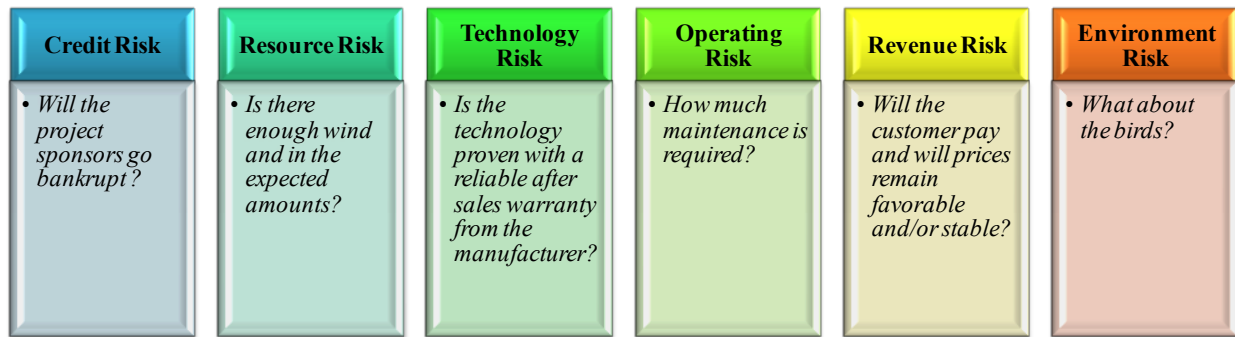 Credit Risk
• Will the
project
sponsors go
bankrupt ?
Resource Risk
• Is there
enough wind
and in the
expected
amounts?
Technology
Risk
• Is the
technology
proven with a
reliable after
sales warranty
from the
manufacturer?
Operating
Risk
• How much
maintenance is
required?
Revenue Risk
• Will the
customer pay
and will prices
remain
favorable
and/or stable?
Environment
Risk
• What about
the birds?